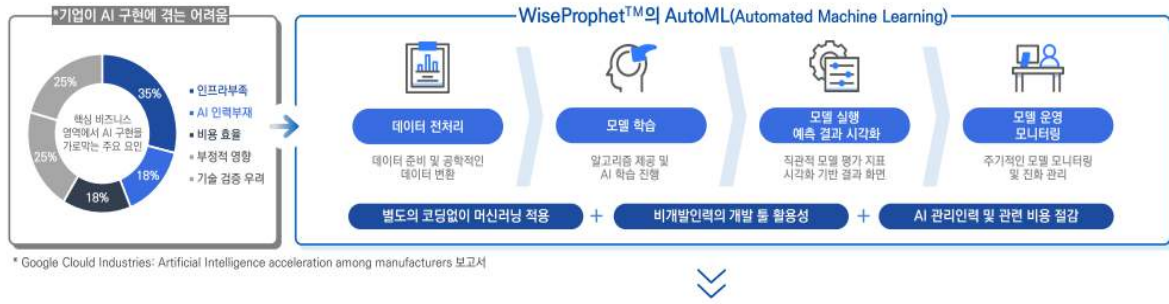 *기업이 AI 구현에 겪는 어려움
35%
18%
18%
25%
25%
핵심 비즈니스
영역에서 AI 구현을
가로막는 주요 요인
인프라부족
AI 인력부재
비용 효율
부정적 영향
기술 검증 우려
WiseProphet™의 AutoML(Automated Machine Learning)
데이터 전처리
데이터 준비 및 공학적인
데이터 변환
모델 학습
알고리즘 제공 및
AI 학습 진행
모델 실행
예측 결과 시각화
직관적 모델 평가 지표
시각화 기반 결과 화면
모델 운영
모니터링
주기적인 모델 모니터링
및 진화 관리
별도의 코딩없이 머신러닝 적용 + 비개발인력의 개발 툴 활용성 + AI 관리인력 및 관련 비용 절감
* Google Clould Industries: Artificial Intelligence acceleration among manufacturers 보고서